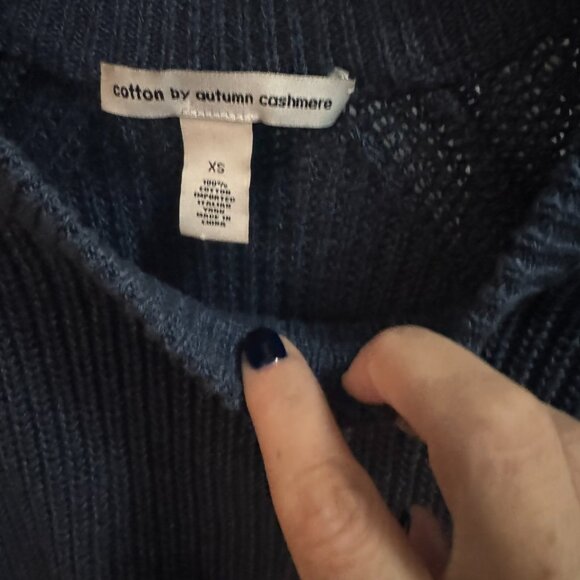 cotton by autumn cashmere
XS
100%
COTTON
IMPORTED
ITALIAN
YARN
MADE IN
CHINA